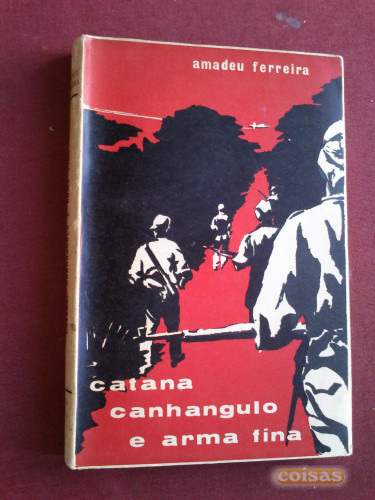 amadeu ferreira
catana
canhangulo
e arma fina
coisas